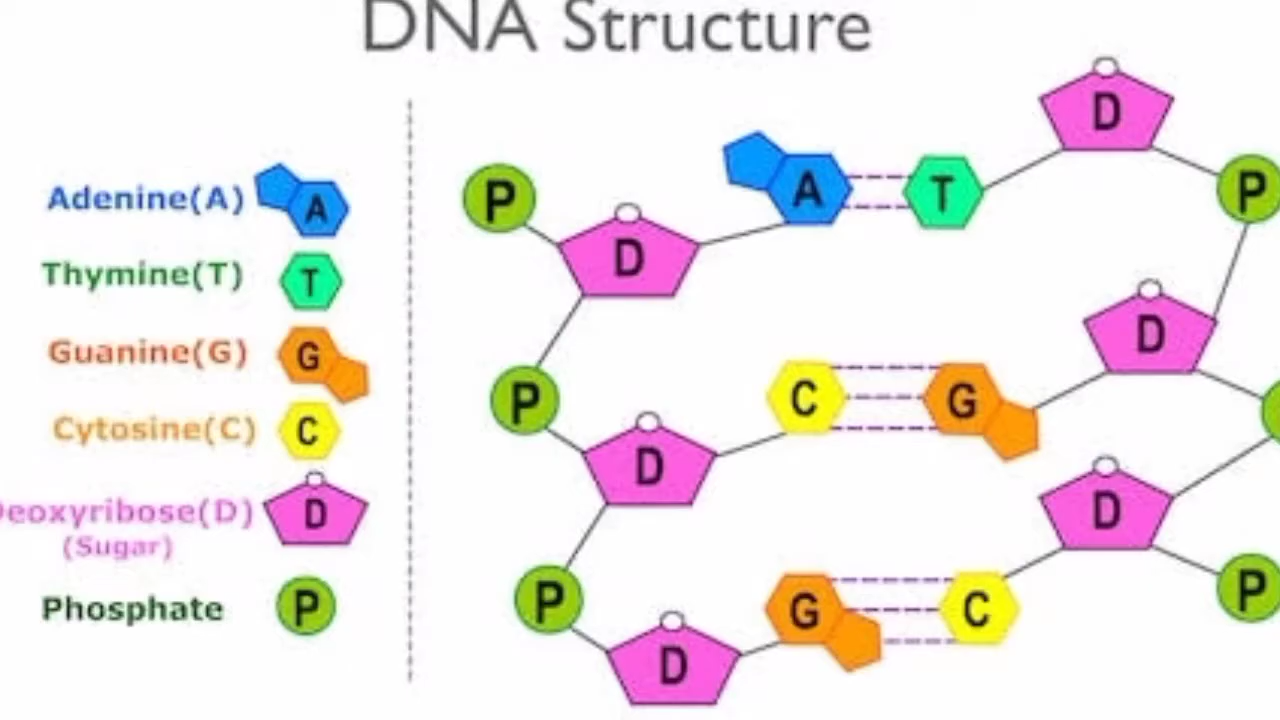 DNA Structure
Adenine(A) A
Thymine(T) T
Guanine(G) G
Cytosine(C) C
eoxyribose(D) D
(Sugar)
Phosphate P
D
P A T P
D
D
P C G
D
D
P G C P
D